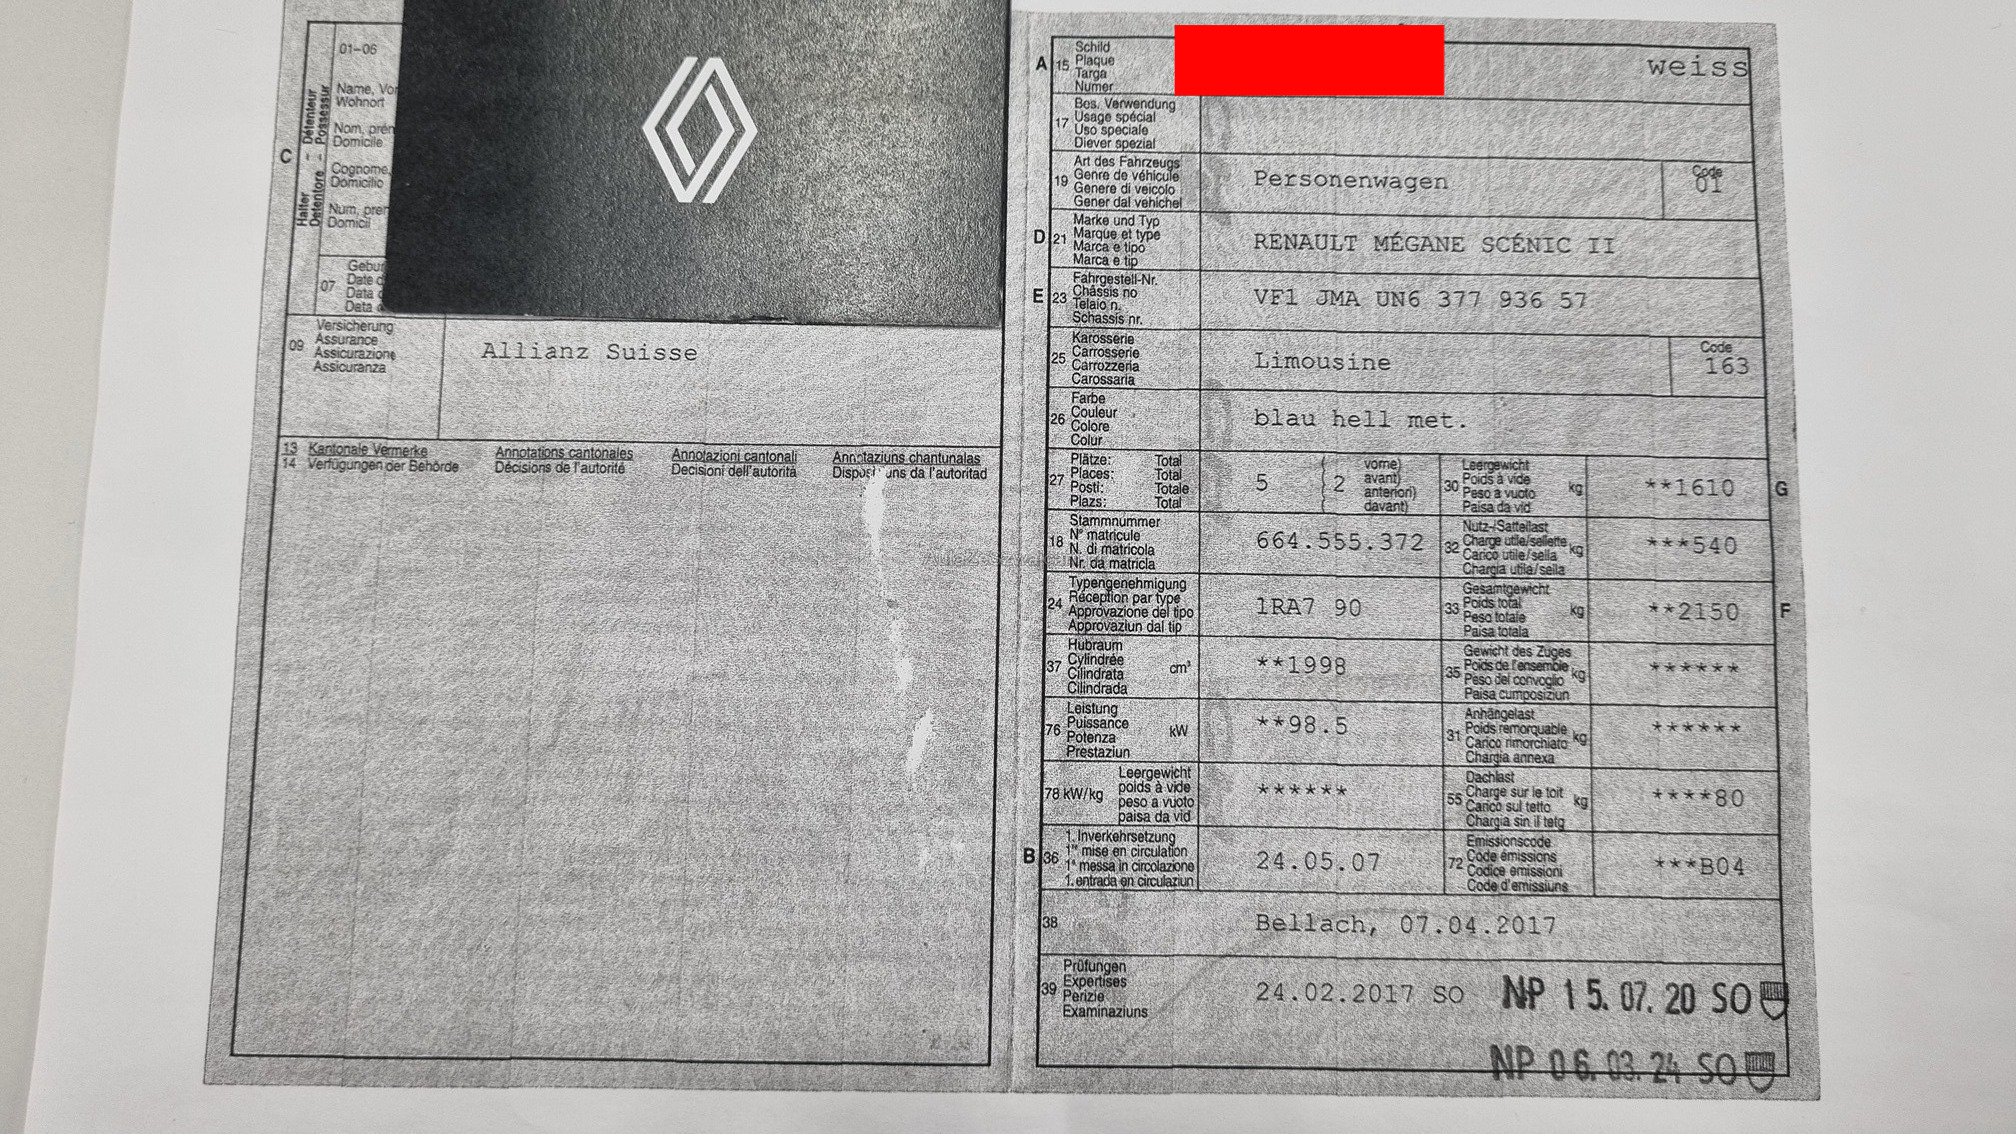 01-06
Name, Vor
Wohnort
Nom, prén
Domicile
Cognome,
Domicilio
Num, pren
Domicil
C
Halter - Détenteur
Detentore - Possessur
07
Gebu
Date d
Data d
Data d
09
Versicherung
Assurance
Assicurazione
Assicuranza
Allianz Suisse
13 Kantonale Vermerke Annotations cantonales Annotazioni cantonali Annotaziuns chantunalas
14 Verfügungen der Behörde Décisions de l'autorité Decisioni dell'autorità Disposiziuns da l'autoritad
A 15
Schild
Plaque
Targa
Numer
weiss
17
Bes. Verwendung
Usage spécial
Uso speciale
Diever spezial
19
Art des Fahrzeugs
Genre de véhicule
Genere di veicolo
Gener dal vehichel
Personenwagen
Code
01
D 21
Marke und Typ
Marque et type
Marca e tipo
Marca e tip
RENAULT MÉGANE SCÉNIC II
E 23
Fahrgestell-Nr.
Châssis no
Telaio n.
Schassis nr.
VF1 JMA UN6 377 936 57
25
Karosserie
Carrosserie
Carrozzeria
Carossaria
Limousine
Code
163
26
Farbe
Couleur
Colore
Colur
blau hell met.
27
Plätze: Total
Places: Total
Posti: Totale
Plazs: Total
5 ( 2
vorne)
avant)
anteriori)
davant)
30
Leergewicht
Poids à vide
Peso a vuoto
Paisa da vid
kg
**1610
G
18
Stammnummer
N° matricule
N. di matricola
Nr. da matricla
664.555.372
32
Nutz-/Sattellast
Charge utile/sellette
Carico utile/sella
Chargia utila/sella
kg
***540
24
Typengenehmigung
Réception par type
Approvazione del tipo
Approvaziun dal tip
1RA7 90
33
Gesamtgewicht
Poids total
Peso totale
Paisa totala
kg
**2150
F
37
Hubraum
Cylindrée
Cilindrata
Cilindrada
cm³
**1998
35
Gewicht des Zuges
Poids de l'ensemble
Peso del convoglio
Paisa cumposiziun
kg
******
76
Leistung
Puissance
Potenza
Prestaziun
kW
**98.5
31
Anhängelast
Poids remorquable
Carico rimorchiato
Chargia annexa
kg
******
78 kW/kg
Leergewicht
poids à vide
peso a vuoto
paisa da vid
******
55
Dachlast
Charge sur le toit
Carico sul tetto
Chargia sin il tetg
kg
****80
B 36
1. Inverkehrsetzung
1re mise en circulation
1a messa in circolazione
1. entrada en circulaziun
24.05.07
72
Emissionscode
Code émissions
Codice emissioni
Code d'emissiuns
***B04
38
Bellach, 07.04.2017
39
Prüfungen
Expertises
Perizie
Examinaziuns
24.02.2017 SO NP 15.07.20 SO
NP 06.03.24 SO